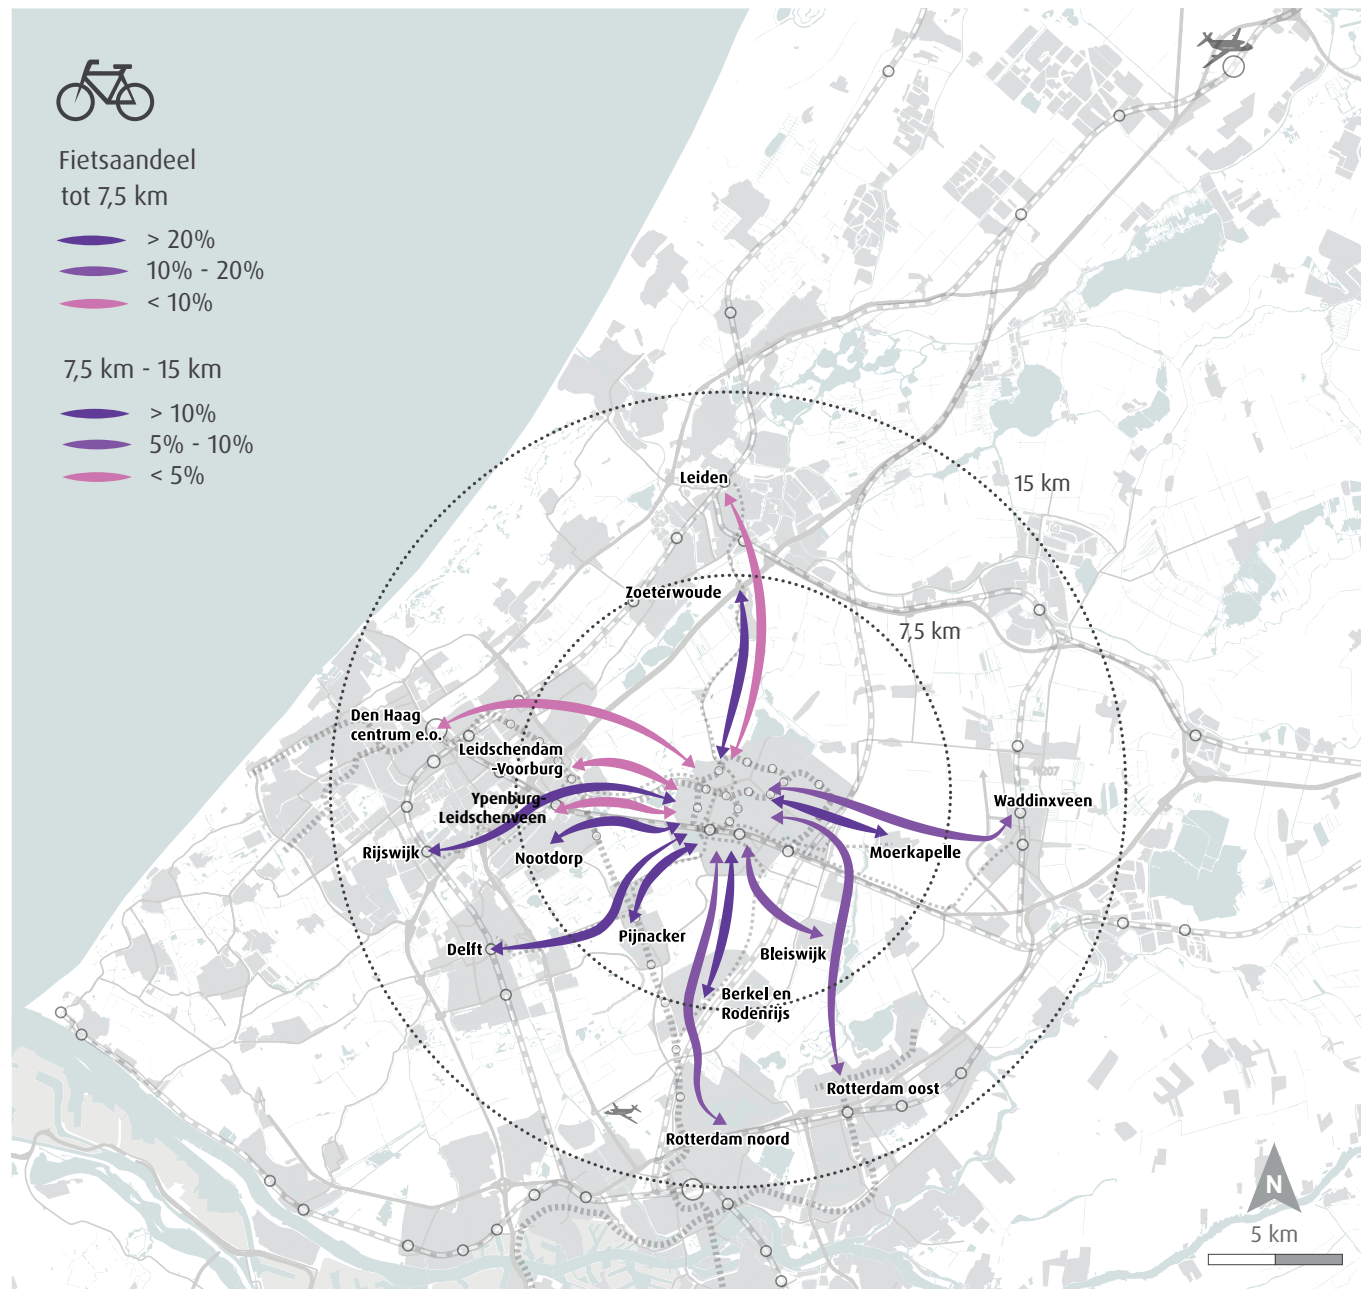 Fietsaandeel
tot 7,5 km
> 20%
10% - 20%
< 10%
7,5 km - 15 km
> 10%
5% - 10%
< 5%
15 km
Leiden
Zoeterwoude
7,5 km
Den Haag
centrum e.o.
Leidschendam
-Voorburg
Ypenburg-
Leidschenveen
N207
Waddinxveen
Rijswijk
Nootdorp
Moerkapelle
Pijnacker
Delft
Bleiswijk
Berkel en
Rodenrijs
Rotterdam oost
Rotterdam noord
N
5 km